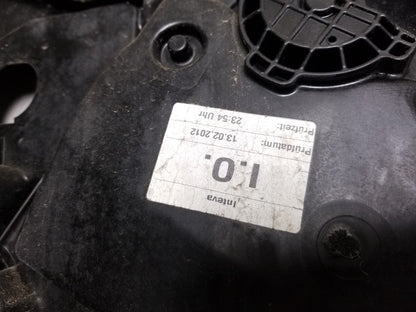 Inteva
I.O.
Prüfdatum:
13.02.2012
Prüfzeit:
23:54 Uhr